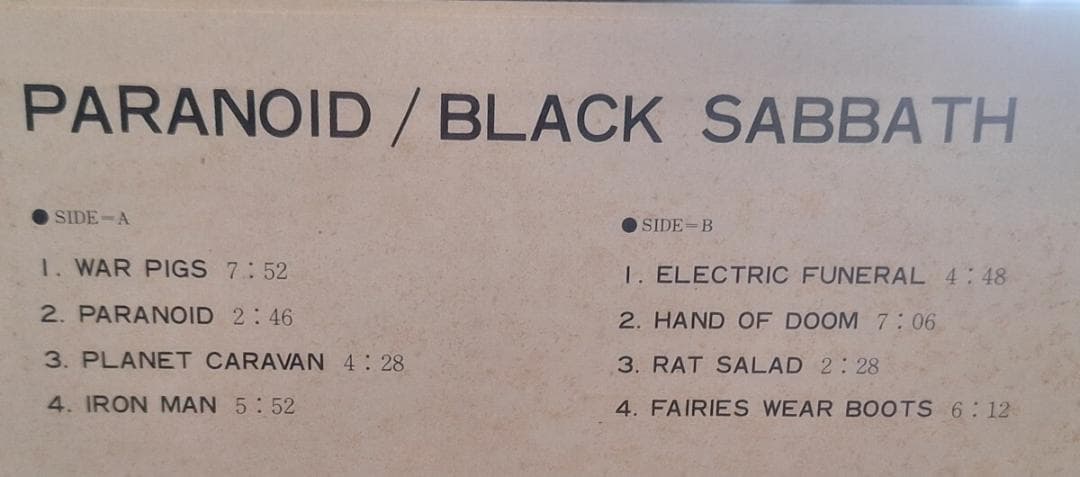 PARANOID / BLACK SABBATH
● SIDE=A
1. WAR PIGS 7:52
2. PARANOID 2:46
3. PLANET CARAVAN 4:28
4. IRON MAN 5:52
● SIDE=B
1. ELECTRIC FUNERAL 4:48
2. HAND OF DOOM 7:06
3. RAT SALAD 2:28
4. FAIRIES WEAR BOOTS 6:12